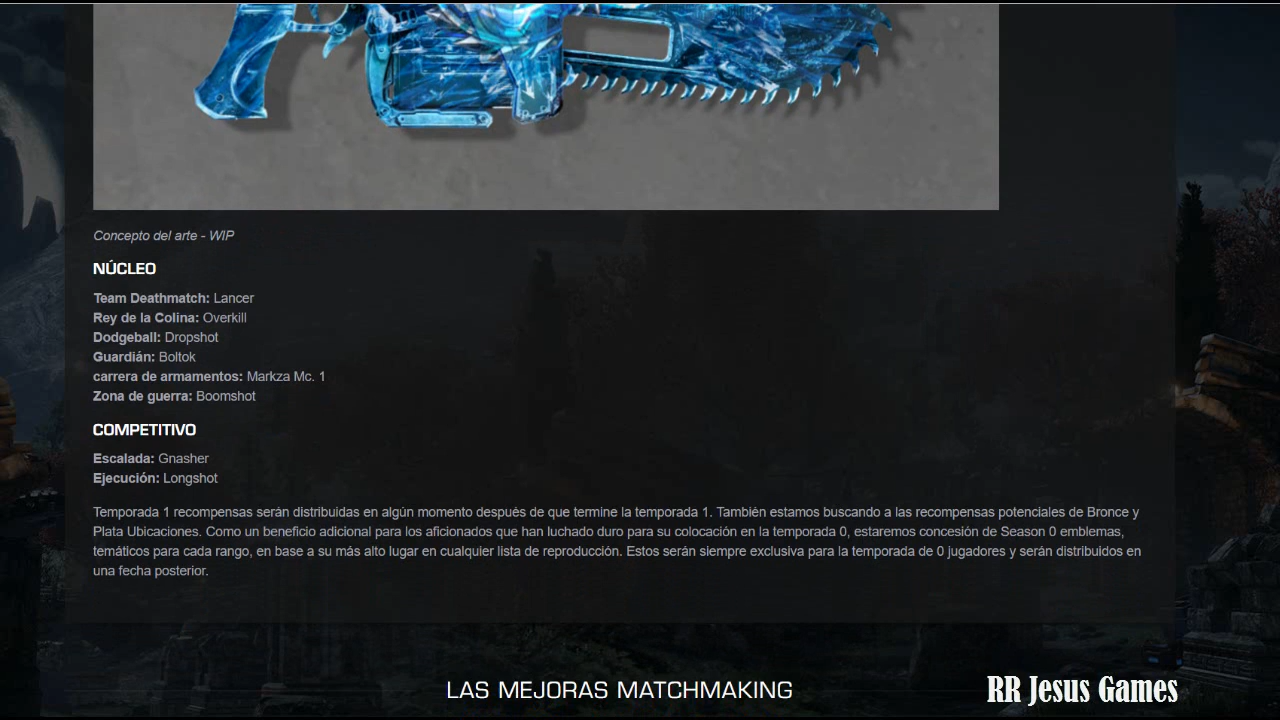 Concepto del arte - WIP
NÚCLEO
Team Deathmatch: Lancer
Rey de la Colina: Overkill
Dodgeball: Dropshot
Guardián: Boltok
carrera de armamentos: Markza Mc. 1
Zona de guerra: Boomshot
COMPETITIVO
Escalada: Gnasher
Ejecución: Longshot
Temporada 1 recompensas serán distribuidas en algún momento después de que termine la temporada 1. También estamos buscando a las recompensas potenciales de Bronce y
Plata Ubicaciones. Como un beneficio adicional para los aficionados que han luchado duro para su colocación en la temporada 0, estaremos concesión de Season 0 emblemas,
temáticos para cada rango, en base a su más alto lugar en cualquier lista de reproducción. Estos serán siempre exclusiva para la temporada de 0 jugadores y serán distribuidos en
una fecha posterior.
LAS MEJORAS MATCHMAKING
RR Jesus Games